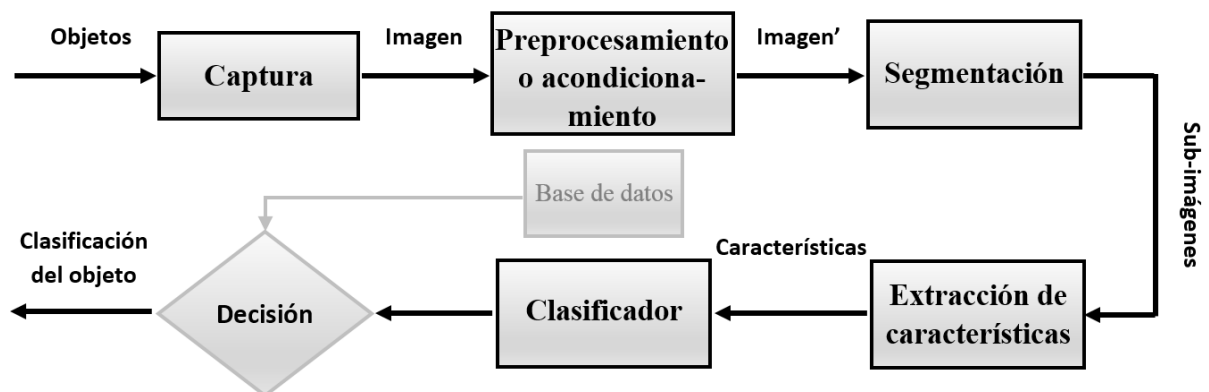 Objetos
Captura
Imagen
Preprocesamiento
o acondiciona-
miento
Imagen’
Segmentación
Sub-imágenes
Base de datos
Extracción de
características
Características
Clasificador
Decisión
Clasificación
del objeto